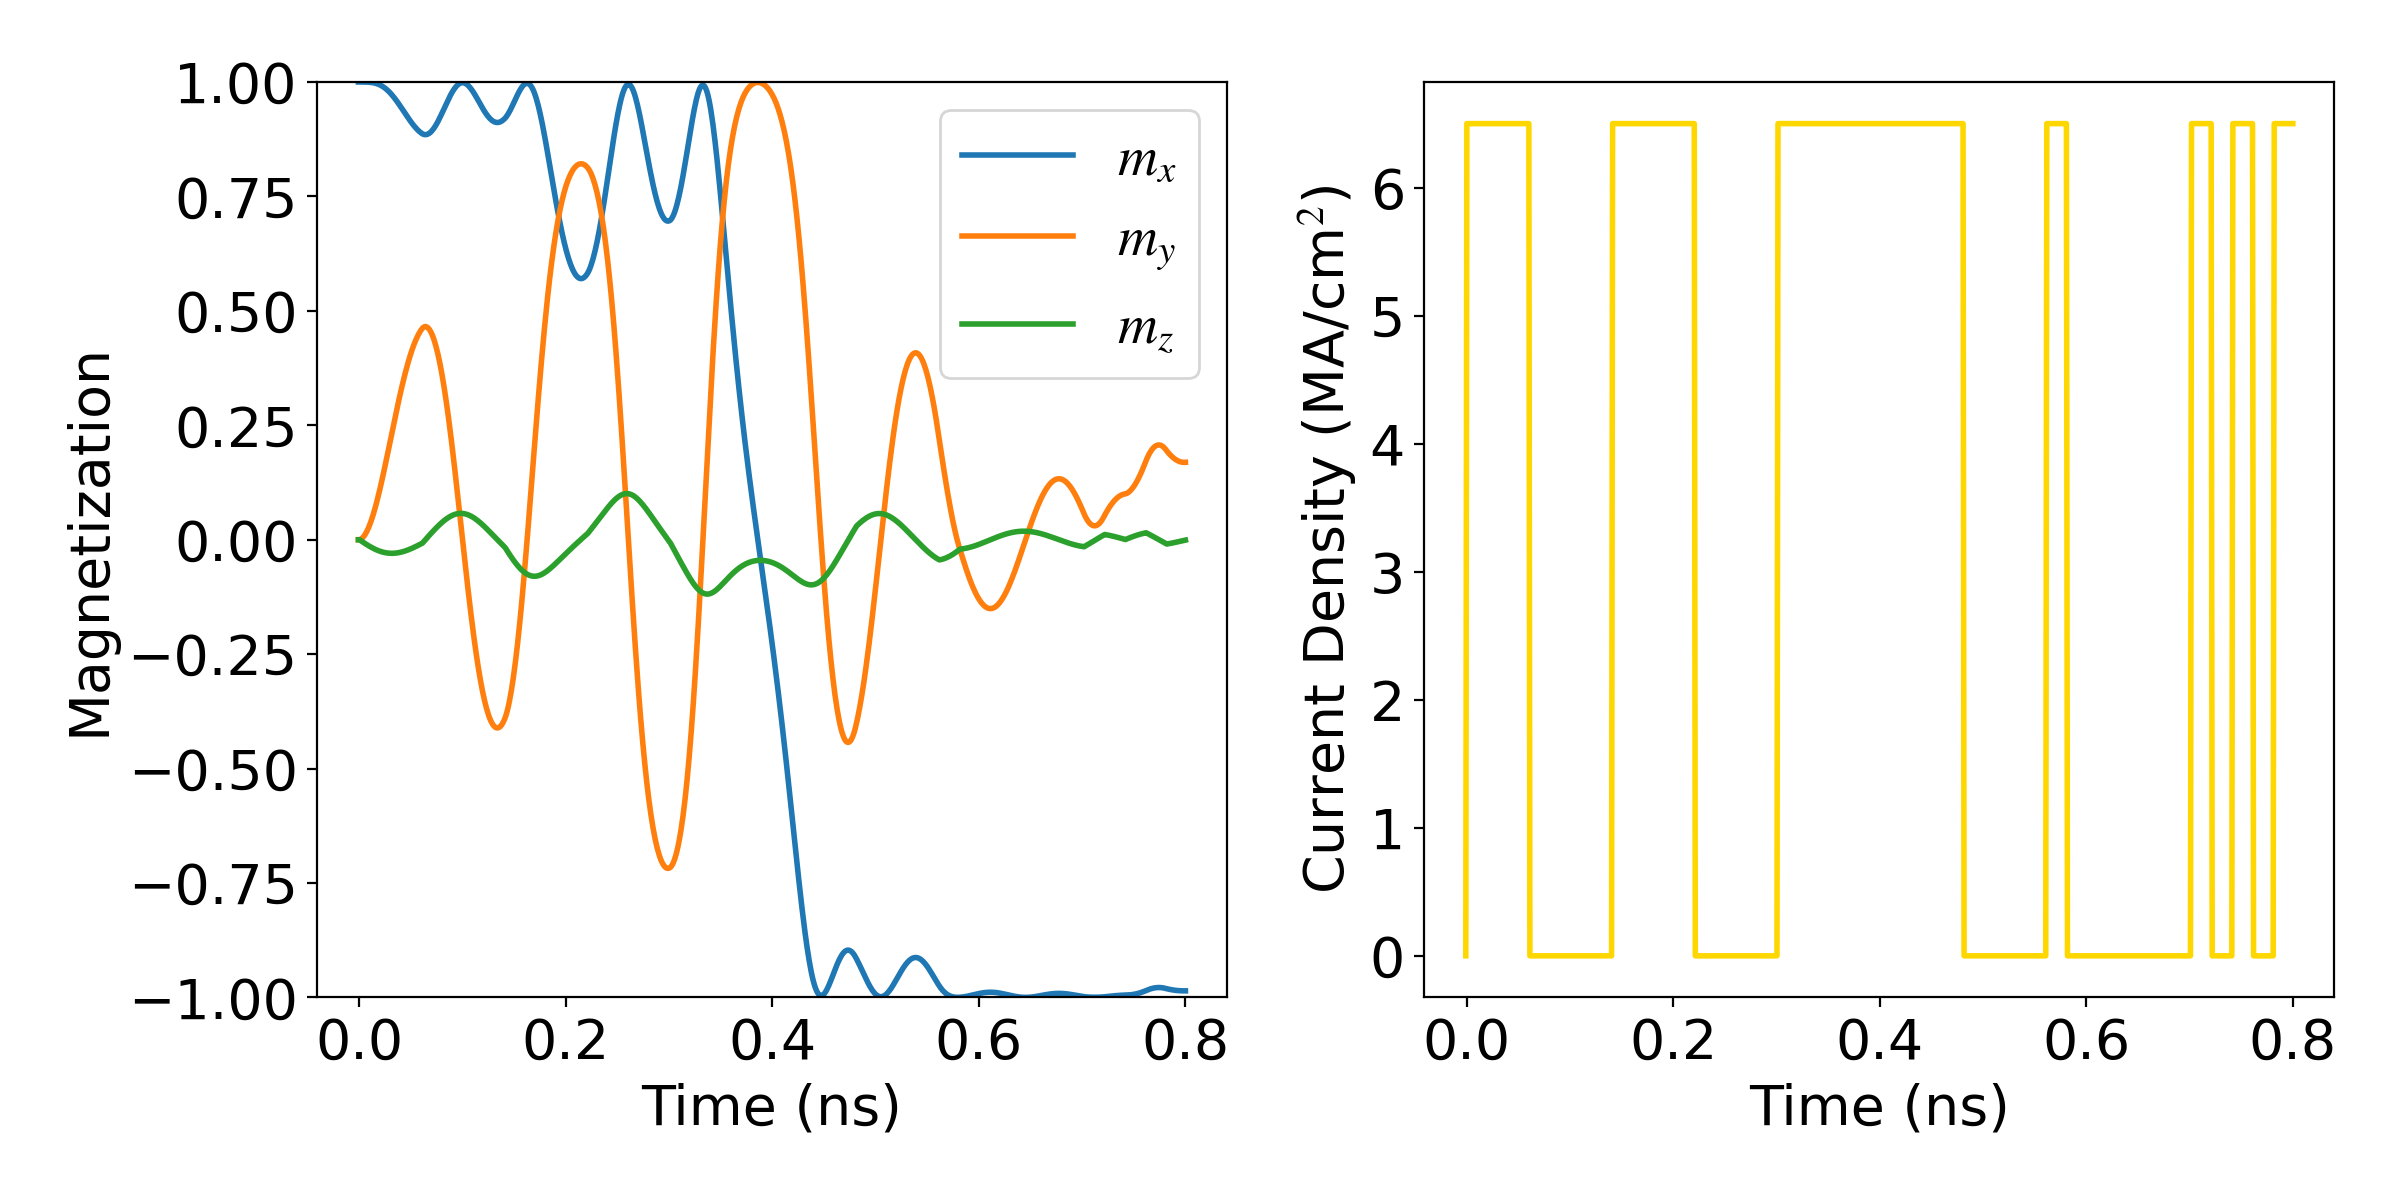 1.00
0.75
0.50
0.25
0.00
−0.25
−0.50
−0.75
−1.00
Magnetization
0.0 0.2 0.4 0.6 0.8
Time (ns)
m_x
m_y
m_z
6
5
4
3
2
1
0
Current Density (MA/cm²)
0.0 0.2 0.4 0.6 0.8
Time (ns)